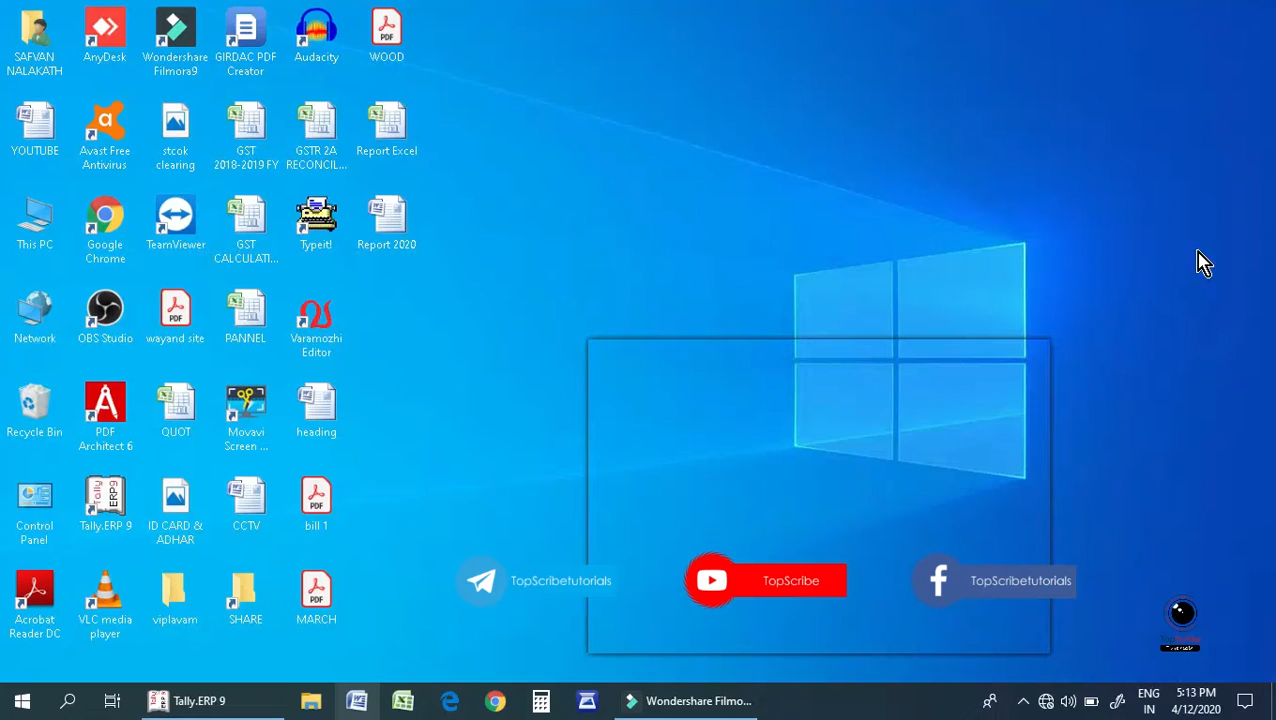 SAFVAN
NALAKATH
AnyDesk
Wondershare
Filmora9
GIRDAC PDF
Creator
Audacity
WOOD
YOUTUBE
Avast Free
Antivirus
stcok
clearing
GST
2018-2019 FY
GSTR 2A
RECONCIL...
Report Excel
This PC
Google
Chrome
TeamViewer
GST
CALCULATI...
Typeit!
Report 2020
Network
OBS Studio
wayand site
PANNEL
Varamozhi
Editor
Recycle Bin
PDF
Architect 6
QUOT
Movavi
Screen ...
heading
Control
Panel
Tally.ERP 9
ID CARD &
ADHAR
CCTV
bill 1
Acrobat
Reader DC
VLC media
player
viplavam
SHARE
MARCH
TopScribetutorials
TopScribe
TopScribetutorials
Tally.ERP 9
Wondershare Filmo...
ENG
IN
5:13 PM
4/12/2020